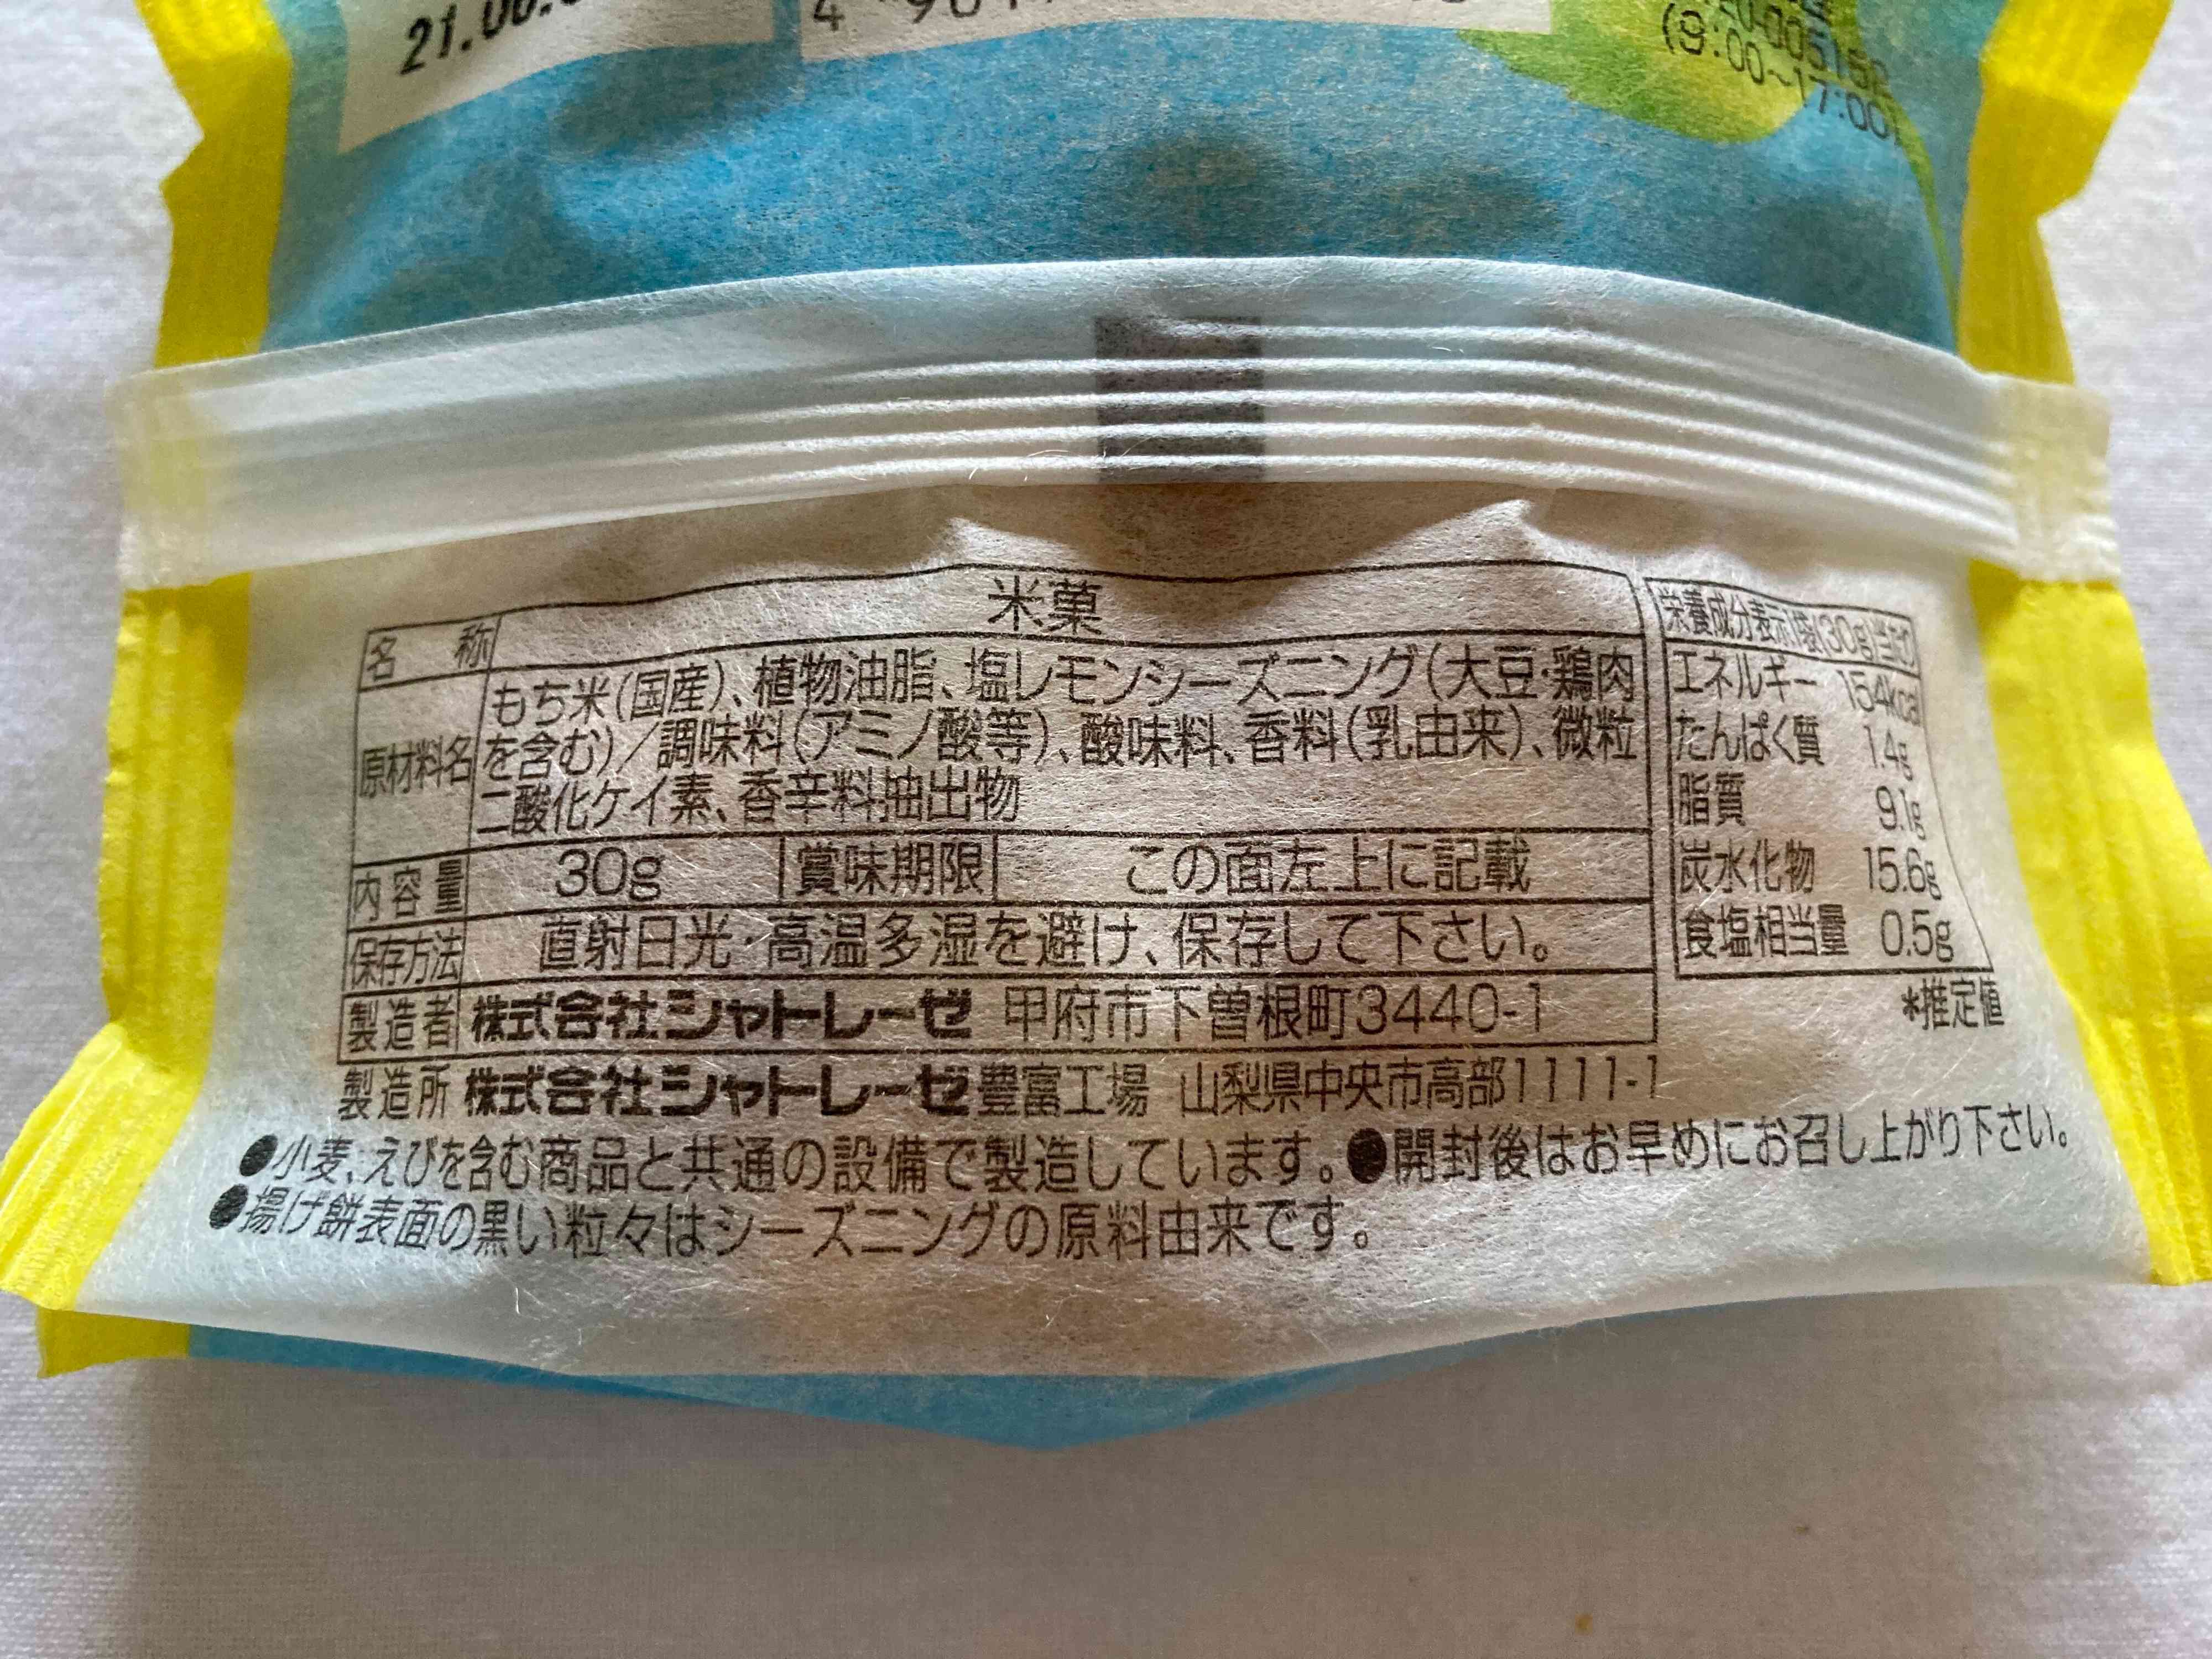 (9:00~17:00)
名称 米菓
原材料名 もち米(国産)、植物油脂、塩レモンシーズニング(大豆・鶏肉
を含む)/調味料(アミノ酸等)、酸味料、香料(乳由来)、微粒
二酸化ケイ素、香辛料抽出物
内容量 30g 賞味期限 この面左上に記載
保存方法 直射日光・高温多湿を避け、保存して下さい。
製造者 株式会社シャトレーゼ 甲府市下曽根町3440-1
製造所 株式会社シャトレーゼ 豊富工場 山梨県中央市高部1111-1
●小麦、えびを含む商品と共通の設備で製造しています。●開封後はお早めにお召し上がり下さい。
●揚げ餅表面の黒い粒々はシーズニングの原料由来です。
栄養成分表示1袋(30g)当たり
エネルギー 154kcal
たんぱく質 1.4g
脂質 9.1g
炭水化物 15.6g
食塩相当量 0.5g
*推定値